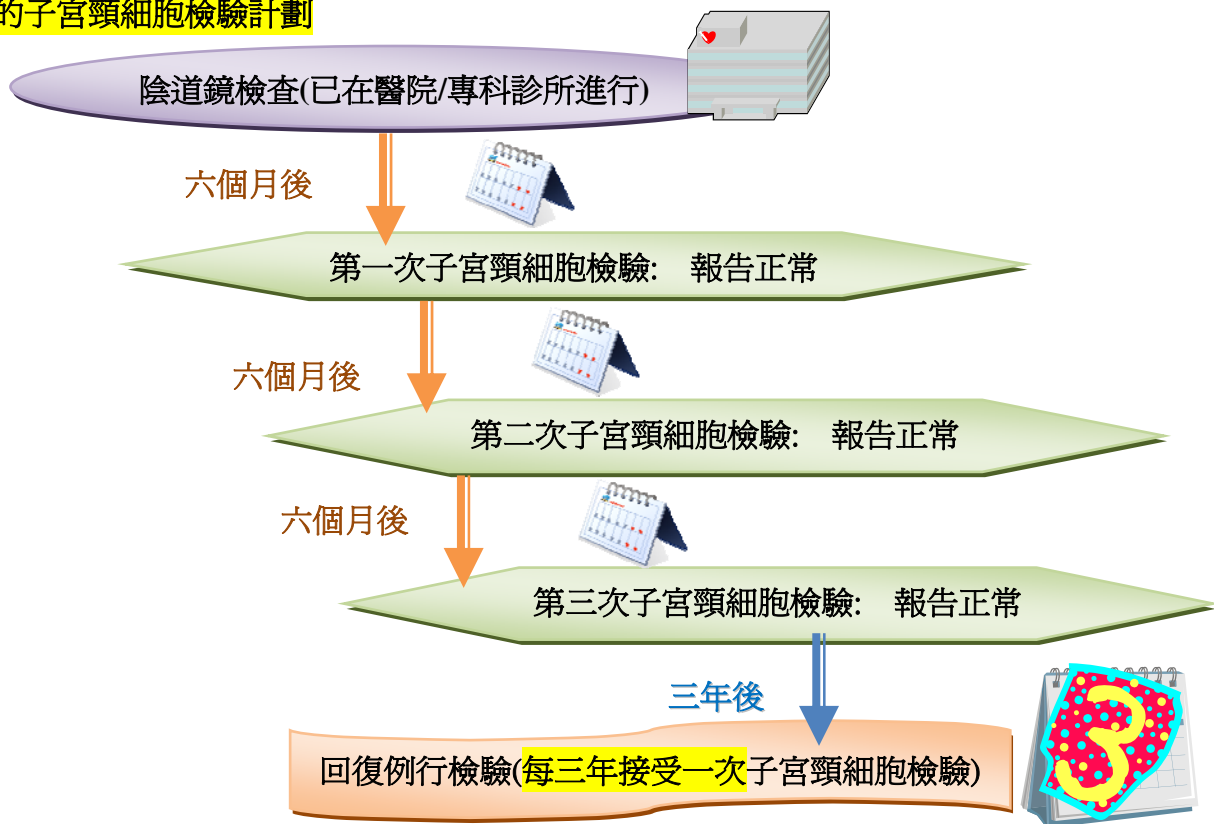 的子宮頸細胞檢驗計劃
陰道鏡檢查(已在醫院/專科診所進行)
六個月後
第一次子宮頸細胞檢驗:　報告正常
六個月後
第二次子宮頸細胞檢驗:　報告正常
六個月後
第三次子宮頸細胞檢驗:　報告正常
三年後
3
回復例行檢驗(每三年接受一次子宮頸細胞檢驗)